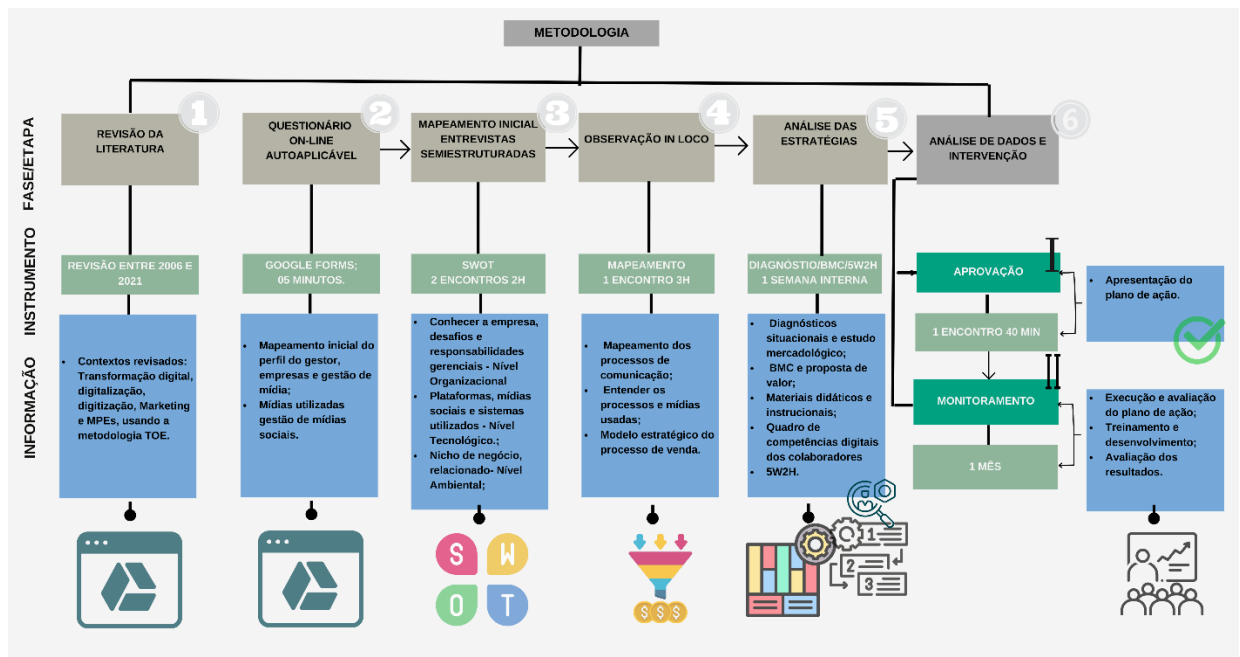 METODOLOGIA
FASE/ETAPA
1
REVISÃO DA
LITERATURA
2
QUESTIONÁRIO
ON-LINE
AUTOAPLICÁVEL
3
MAPEAMENTO INICIAL
ENTREVISTAS
SEMIESTRUTURADAS
4
OBSERVAÇÃO IN LOCO
5
ANÁLISE DAS
ESTRATÉGIAS
6
ANÁLISE DE DADOS E
INTERVENÇÃO
INSTRUMENTO
REVISÃO ENTRE 2006 E
2021
GOOGLE FORMS;
05 MINUTOS.
SWOT
2 ENCONTROS 2H
MAPEAMENTO
1 ENCONTRO 3H
DIAGNÓSTIO/BMC/5W2H
1 SEMANA INTERNA
INFORMAÇÃO
• Contextos revisados:
Transformação digital,
digitalização,
digitização, Marketing
e MPEs, usando a
metodologia TOE.
• Mapeamento inicial do
perfil do gestor,
empresas e gestão de
mídia;
• Mídias utilizadas
gestão de mídias
sociais.
• Conhecer a empresa,
desafios e
responsabilidades
gerenciais - Nível
Organizacional
• Plataformas, mídias
sociais e sistemas
utilizados - Nível
Tecnológico.;
• Nicho de negócio,
relacionado- Nível
Ambiental;
• Mapeamento dos
processos de
comunicação;
• Entender os
processos e mídias
usadas;
• Modelo estratégico do
processo de venda.
• Diagnósticos
situacionais e estudo
mercadológico;
• BMC e proposta de
valor;
• Materiais didáticos e
instrucionais;
• Quadro de
competências digitais
dos colaboradores
• 5W2H.
I
APROVAÇÃO
1 ENCONTRO 40 MIN
• Apresentação do
plano de ação.
II
MONITORAMENTO
1 MÊS
• Execução e avaliação
do plano de ação;
• Treinamento e
desenvolvimento;
• Avaliação dos
resultados.
S W
O T
$ $ $
1
2
3